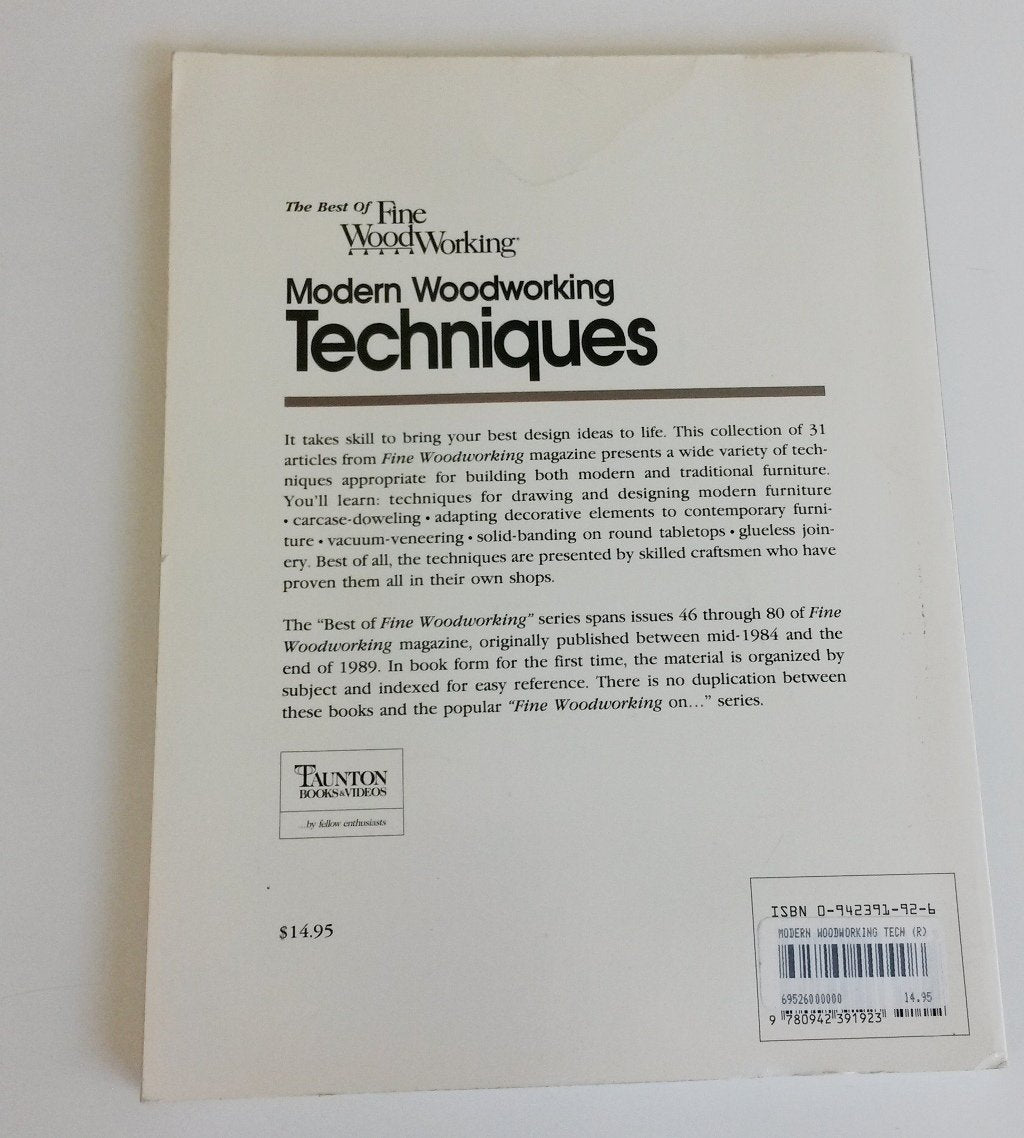 The Best Of Fine
WoodWorking®
Modern Woodworking
Techniques
It takes skill to bring your best design ideas to life. This collection of 31
articles from Fine Woodworking magazine presents a wide variety of tech-
niques appropriate for building both modern and traditional furniture.
You'll learn: techniques for drawing and designing modern furniture
• carcase-doweling • adapting decorative elements to contemporary furni-
ture • vacuum-veneering • solid-banding on round tabletops • glueless join-
ery. Best of all, the techniques are presented by skilled craftsmen who have
proven them all in their own shops.
The “Best of Fine Woodworking” series spans issues 46 through 80 of Fine
Woodworking magazine, originally published between mid-1984 and the
end of 1989. In book form for the first time, the material is organized by
subject and indexed for easy reference. There is no duplication between
these books and the popular “Fine Woodworking on...” series.
TAUNTON
BOOKS & VIDEOS
...by fellow enthusiasts
$14.95
ISBN 0-942391-92-6
MODERN WOODWORKING TECH (R)
69526000000 14.95
9 780942 391923